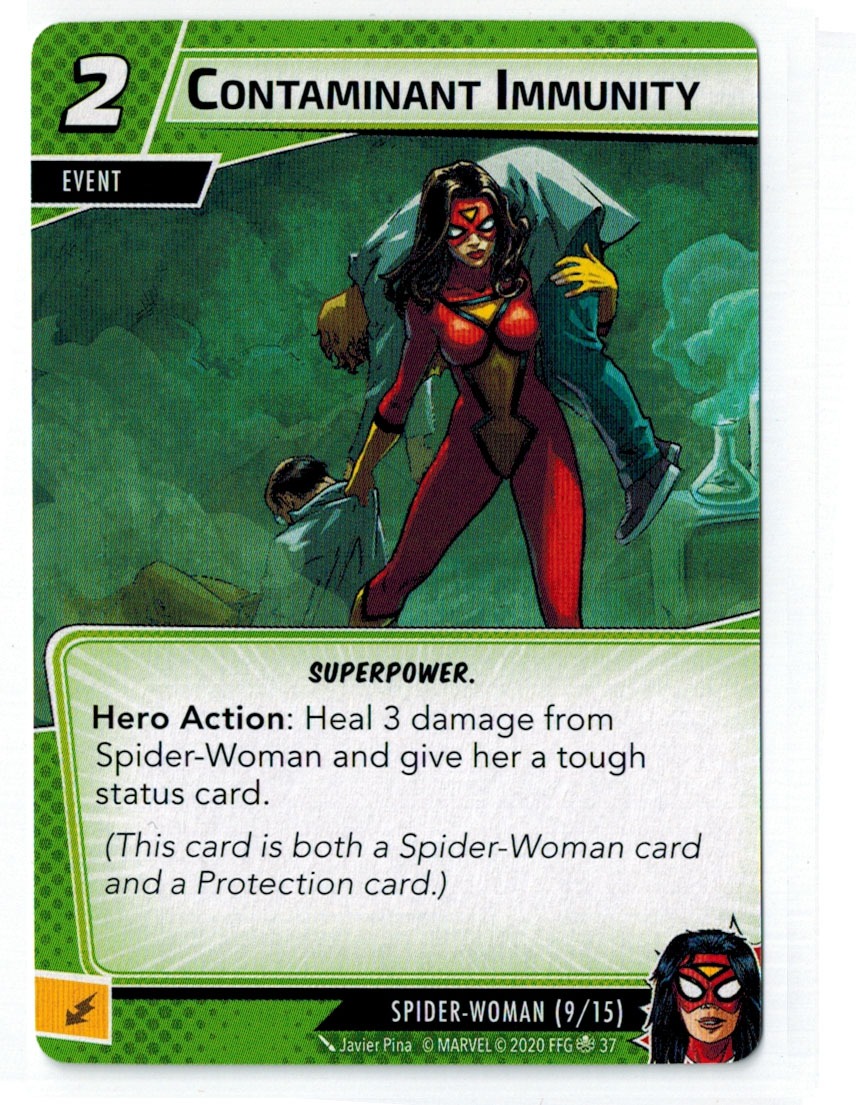 2
CONTAMINANT IMMUNITY
EVENT
SUPERPOWER.
Hero Action: Heal 3 damage from
Spider-Woman and give her a tough
status card.
(This card is both a Spider-Woman card
and a Protection card.)
SPIDER-WOMAN (9/15)
Javier Pina © MARVEL © 2020 FFG 37